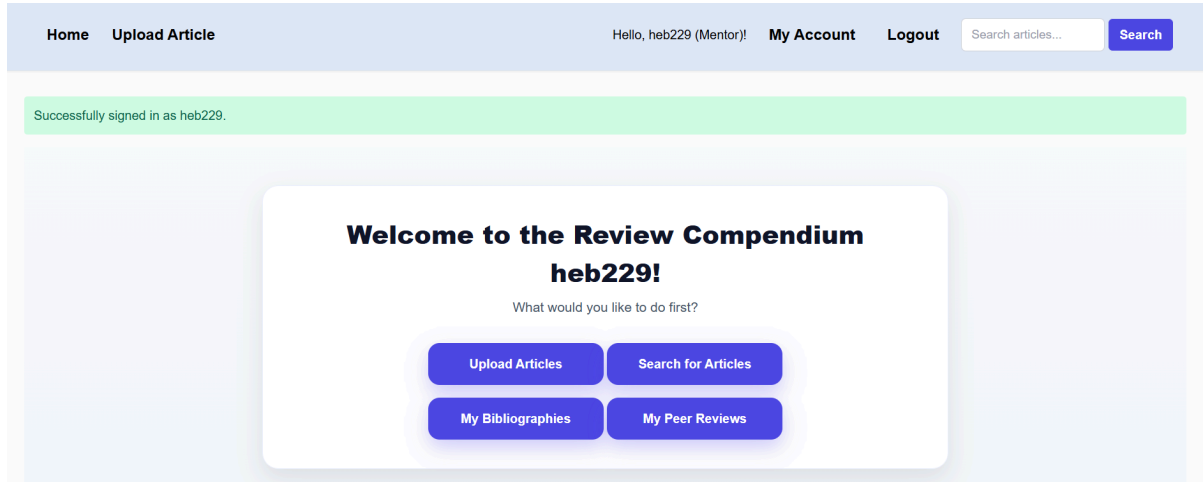 Home Upload Article Hello, heb229 (Mentor)! My Account Logout Search articles... Search
Successfully signed in as heb229.
Welcome to the Review Compendium
heb229!
What would you like to do first?
Upload Articles Search for Articles
My Bibliographies My Peer Reviews